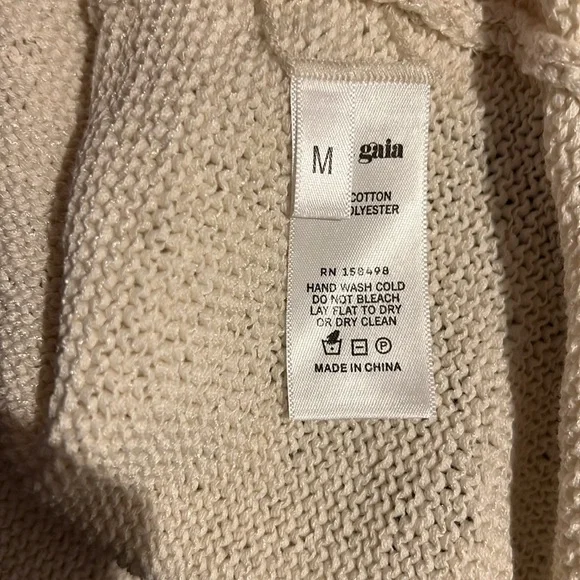 M
gaia
COTTON
OLYESTER
RN 158498
HAND WASH COLD
DO NOT BLEACH
LAY FLAT TO DRY
OR DRY CLEAN
P
MADE IN CHINA